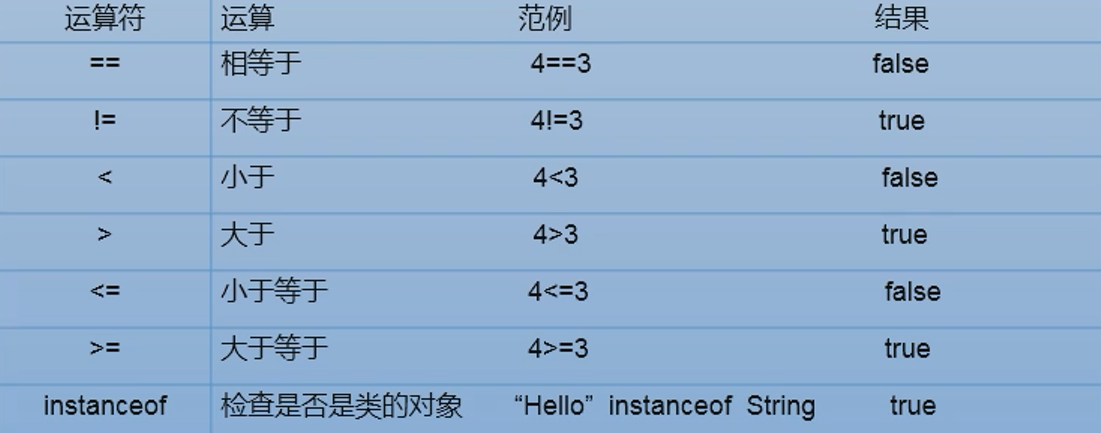 运算符 运算 范例 结果
== 相等于 4==3 false
!= 不等于 4!=3 true
< 小于 4<3 false
> 大于 4>3 true
<= 小于等于 4<=3 false
>= 大于等于 4>=3 true
instanceof 检查是否是类的对象 “Hello” instanceof String true